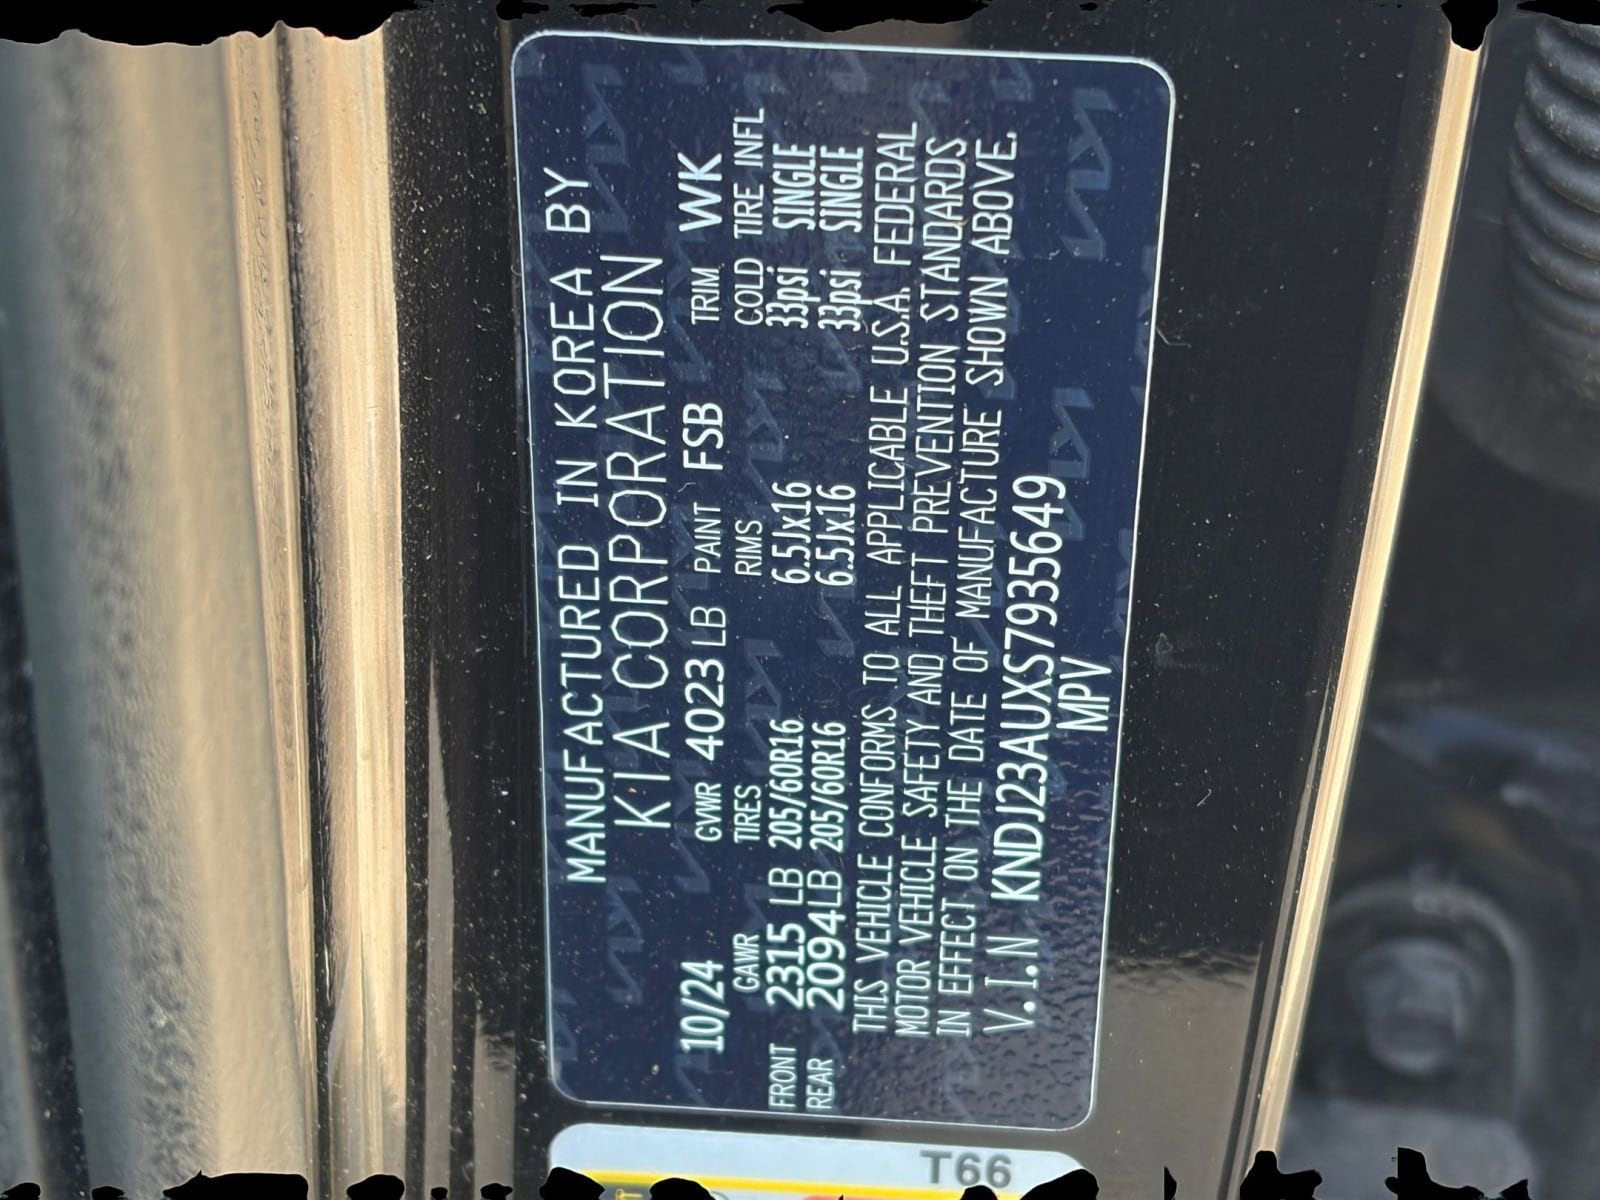 MANUFACTURED IN KOREA BY
KIA CORPORATION
10/24 GVWR 4023 LB PAINT FSB TRIM WK
GAWR TIRES RIMS COLD TIRE INFL
FRONT 2315 LB 205/60R16 6.5Jx16 33psi SINGLE
REAR 2094LB 205/60R16 6.5Jx16 33psi SINGLE
THIS VEHICLE CONFORMS TO ALL APPLICABLE U.S.A. FEDERAL
MOTOR VEHICLE SAFETY AND THEFT PREVENTION STANDARDS
IN EFFECT ON THE DATE OF MANUFACTURE SHOWN ABOVE.
V.I.N KNDJ23AUXS7935649
MPV
T66